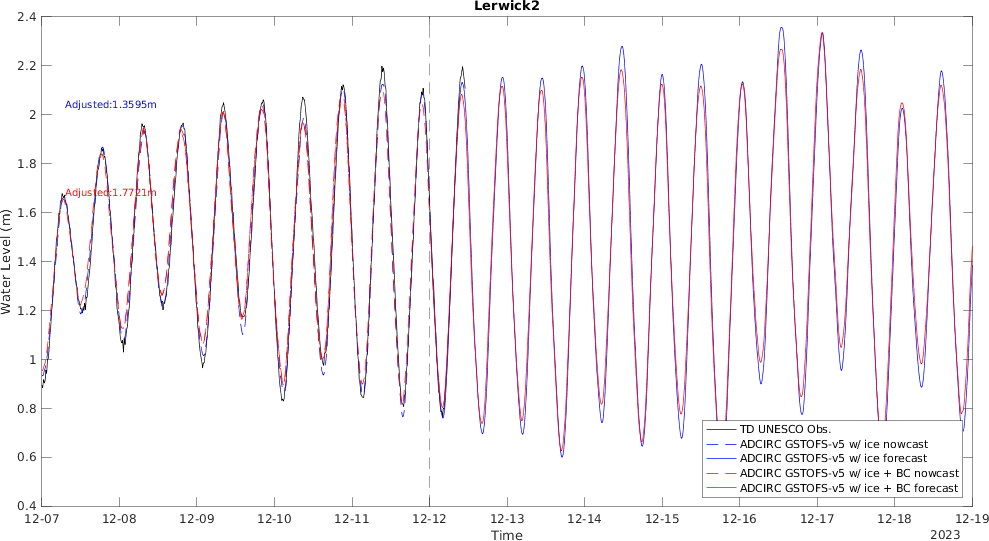 Lerwick2
2.4
2.2
2
1.8
1.6
1.4
1.2
1
0.8
0.6
0.4
Water Level (m)
Adjusted:1.3595m
Adjusted:1.7721m
TD UNESCO Obs.
ADCIRC GSTOFS-v5 w/ ice nowcast
ADCIRC GSTOFS-v5 w/ ice forecast
ADCIRC GSTOFS-v5 w/ ice + BC nowcast
ADCIRC GSTOFS-v5 w/ ice + BC forecast
12-07 12-08 12-09 12-10 12-11 12-12 12-13 12-14 12-15 12-16 12-17 12-18 12-19
Time
2023